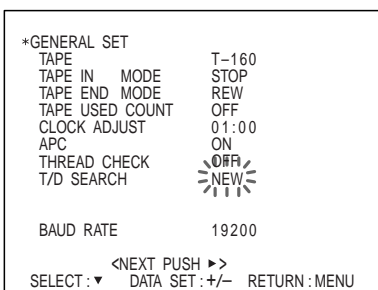 *GENERAL SET
TAPE T-160
TAPE IN MODE STOP
TAPE END MODE REW
TAPE USED COUNT OFF
CLOCK ADJUST 01:00
APC ON
THREAD CHECK OFF
T/D SEARCH NEW
BAUD RATE 19200
<NEXT PUSH ►>
SELECT:▼ DATA SET:+/– RETURN:MENU